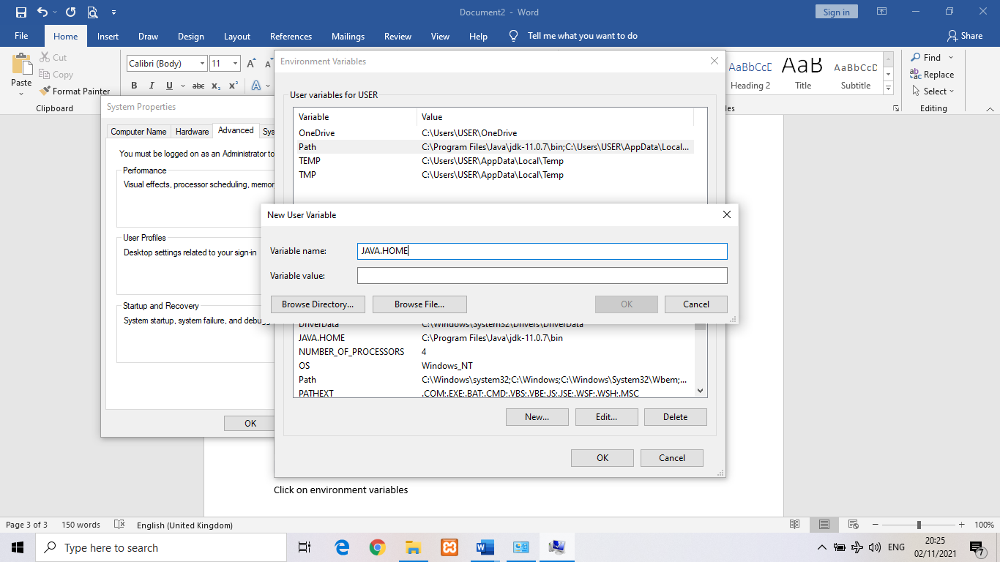 Document2 - Word
Sign in
File Home Insert Draw Design Layout References Mailings Review View Help Tell me what you want to do Share
Paste
Cut
Copy
Format Painter
Clipboard
Calibri (Body) 11 A A
B I U abc x₂ x² A
AaBbCcD AaB AaBbCcD
Heading 2 Title Subtitle
Find
Replace
Select
Editing
System Properties
Computer Name Hardware Advanced Sys
You must be logged on as an Administrator to
Performance
Visual effects, processor scheduling, memor
User Profiles
Desktop settings related to your sign-in
Startup and Recovery
System startup, system failure, and debug
OK
Environment Variables
User variables for USER
Variable Value
OneDrive C:\Users\USER\OneDrive
Path C:\Program Files\Java\jdk-11.0.7\bin;C:\Users\USER\AppData\Local...
TEMP C:\Users\USER\AppData\Local\Temp
TMP C:\Users\USER\AppData\Local\Temp
New User Variable
Variable name: JAVA.HOME
Variable value:
Browse Directory... Browse File... OK Cancel
DriverData C:\Windows\System32\Drivers\DriverData
JAVA.HOME C:\Program Files\Java\jdk-11.0.7\bin
NUMBER_OF_PROCESSORS 4
OS Windows_NT
Path C:\Windows\system32;C:\Windows;C:\Windows\System32\Wbem;...
PATHEXT .COM;.EXE;.BAT;.CMD;.VBS;.VBE;.JS;.JSE;.WSF;.WSH;.MSC
New... Edit... Delete
OK Cancel
Click on environment variables
Page 3 of 3 150 words English (United Kingdom) 100%
Type here to search
ENG
20:25
02/11/2021
7